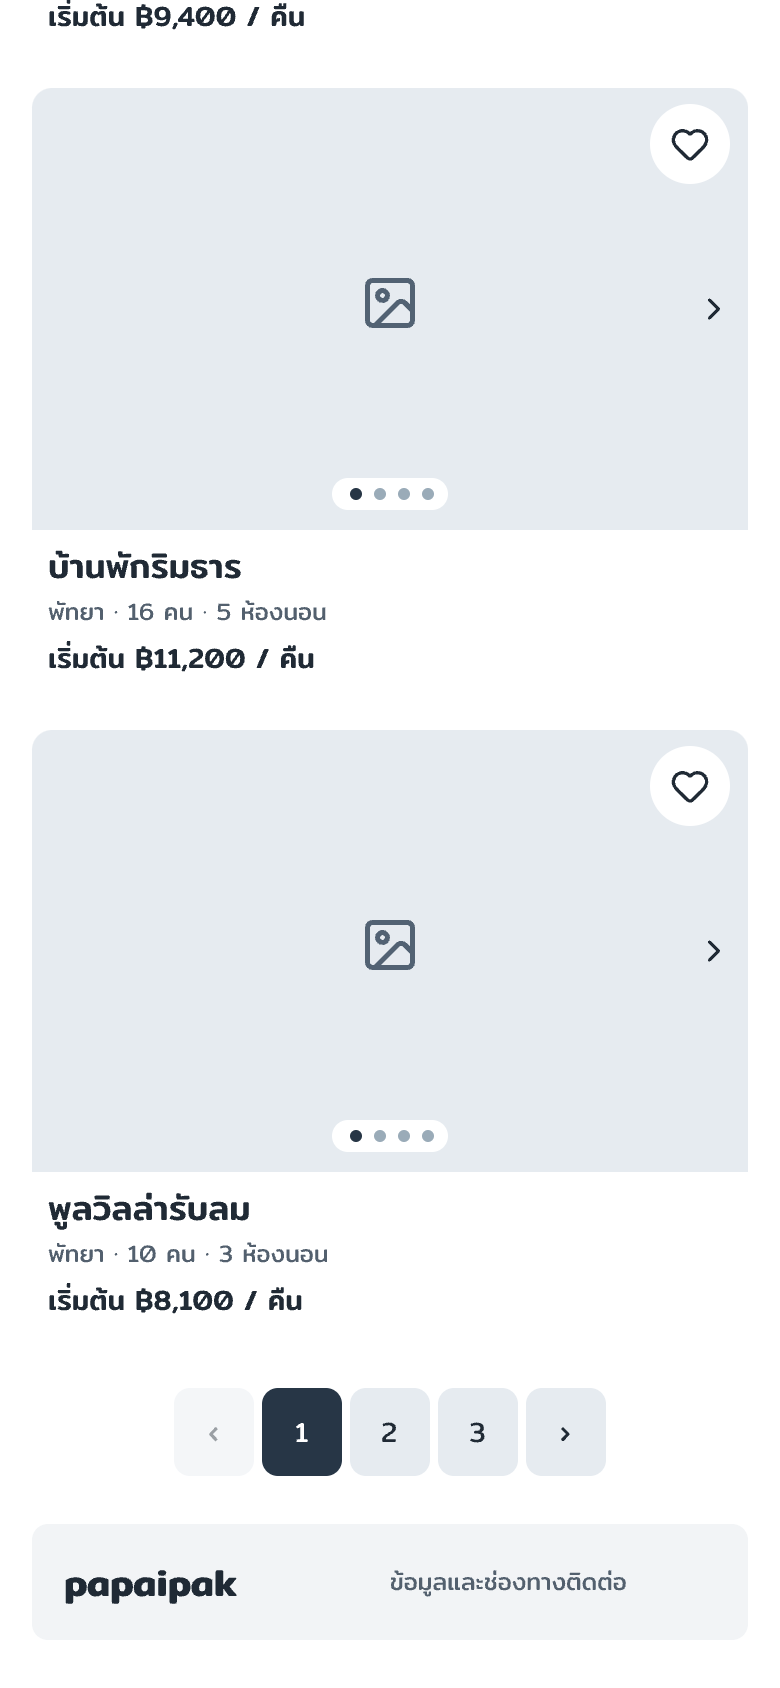 เริ่มต้น ฿9,400 / คืน
บ้านพักริมธาร
พัทยา · 16 คน · 5 ห้องนอน
เริ่มต้น ฿11,200 / คืน
พูลวิลล่ารับลม
พัทยา · 10 คน · 3 ห้องนอน
เริ่มต้น ฿8,100 / คืน
‹ 1 2 3 ›
papaipak ข้อมูลและช่องทางติดต่อ